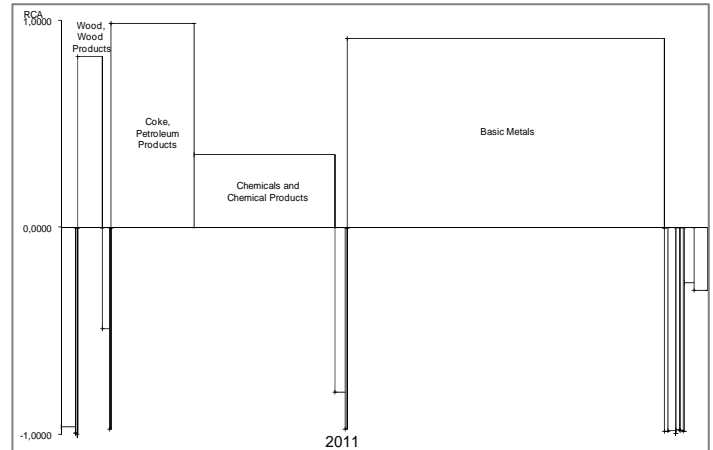 RCA
1,0000
Wood,
Wood
Products
Coke,
Petroleum
Products
Basic Metals
Chemicals and
Chemical Products
0,0000
-1,0000
2011